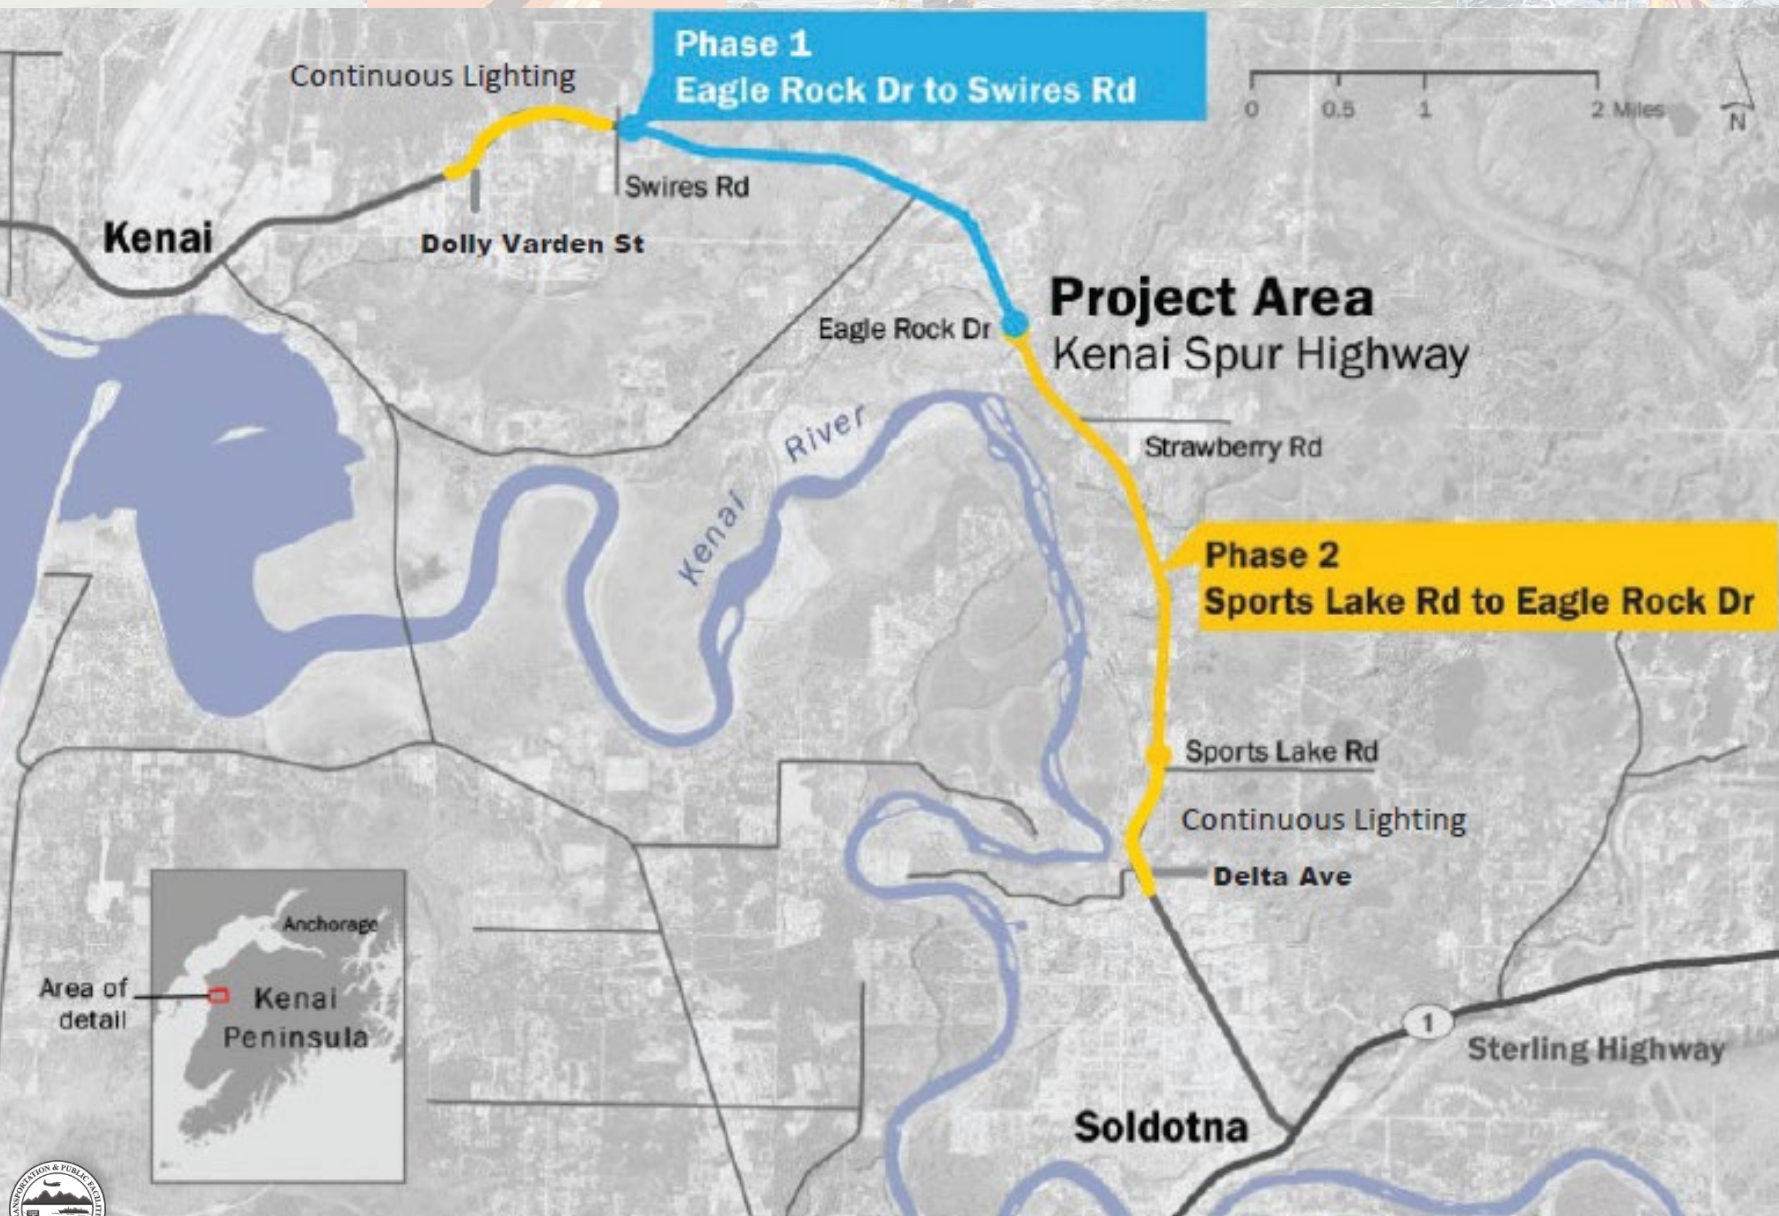 Phase 1
Eagle Rock Dr to Swires Rd
Continuous Lighting
0 0.5 1 2 Miles
N
Swires Rd
Kenai
Dolly Varden St
Project Area
Kenai Spur Highway
Eagle Rock Dr
Kenai River
Strawberry Rd
Phase 2
Sports Lake Rd to Eagle Rock Dr
Sports Lake Rd
Continuous Lighting
Delta Ave
Anchorage
Area of
detail
Kenai
Peninsula
1
Sterling Highway
Soldotna